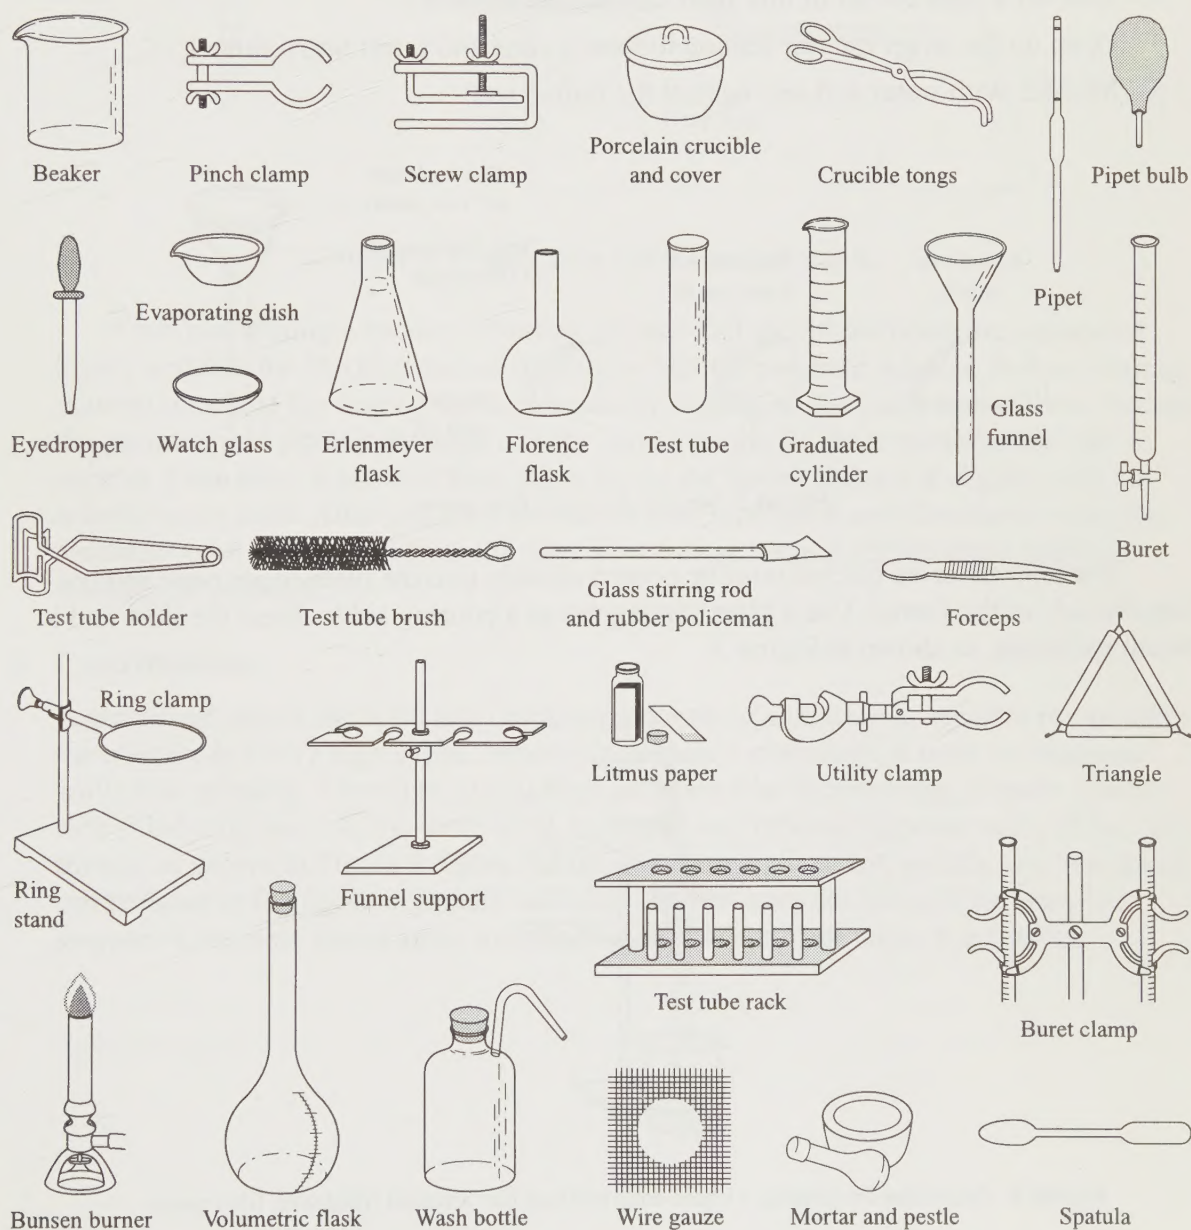 Beaker
Pinch clamp
Screw clamp
Porcelain crucible
and cover
Crucible tongs
Pipet bulb
Evaporating dish
Pipet
Eyedropper
Watch glass
Erlenmeyer
flask
Florence
flask
Test tube
Graduated
cylinder
Glass
funnel
Buret
Test tube holder
Test tube brush
Glass stirring rod
and rubber policeman
Forceps
Ring clamp
Litmus paper
Utility clamp
Triangle
Ring
stand
Funnel support
Test tube rack
Buret clamp
Bunsen burner
Volumetric flask
Wash bottle
Wire gauze
Mortar and pestle
Spatula